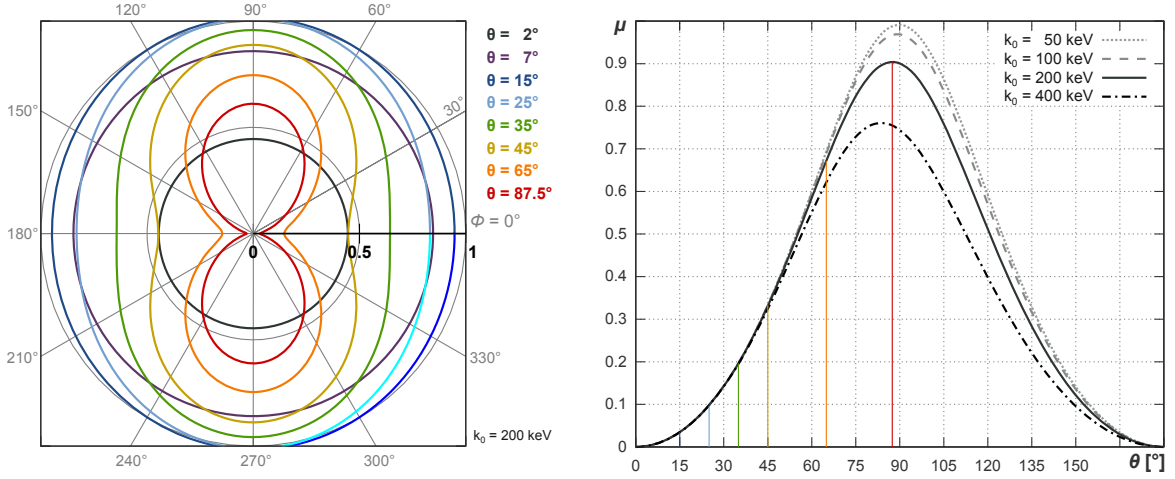 120°
90°
60°
150°
30°
180°
Φ = 0°
0
0.5
1
210°
330°
240°
270°
300°
k₀ = 200 keV
θ = 2°
θ = 7°
θ = 15°
θ = 25°
θ = 35°
θ = 45°
θ = 65°
θ = 87.5°
μ
k₀ = 50 keV
k₀ = 100 keV
k₀ = 200 keV
k₀ = 400 keV
0.9
0.8
0.7
0.6
0.5
0.4
0.3
0.2
0.1
0
0 15 30 45 60 75 90 105 120 135 150 θ [°]